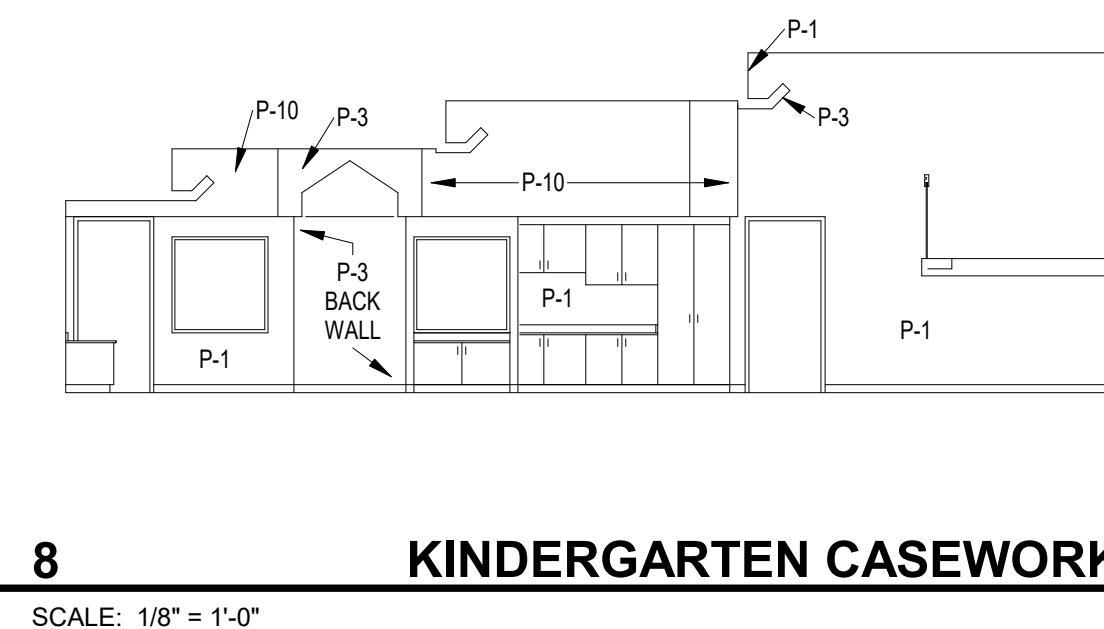 P-1
P-10
P-3
P-3
P-10
P-3
BACK
WALL
P-1
P-1
P-1
8
KINDERGARTEN CASEWORK
SCALE: 1/8" = 1'-0"